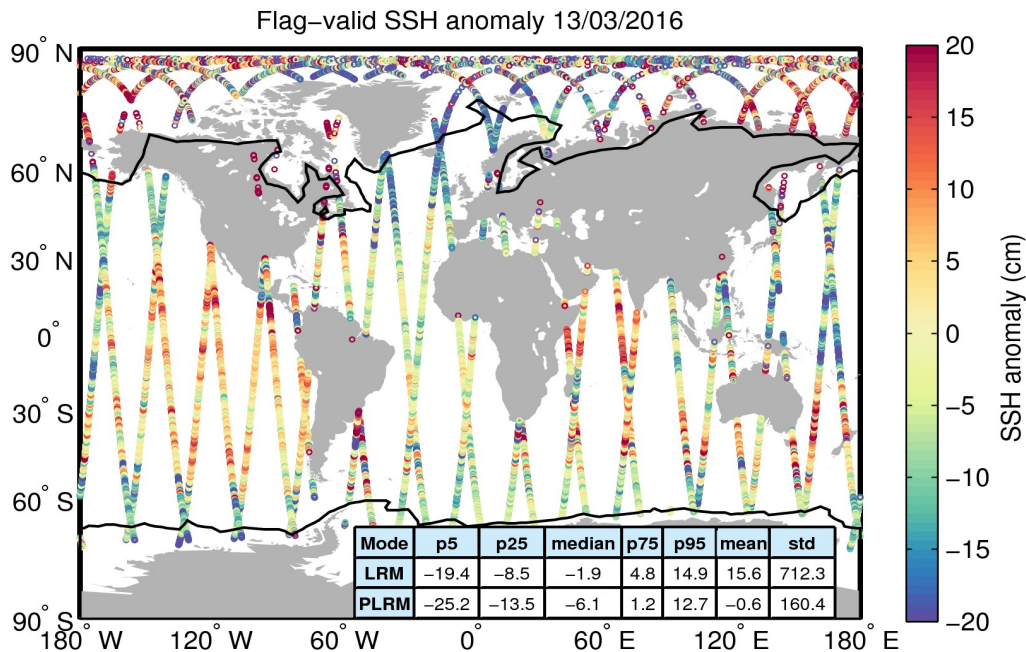 Flag−valid SSH anomaly 13/03/2016
90° N
60° N
30° N
0°
30° S
60° S
90° S
180° W
120° W
60° W
0°
60° E
120° E
180° E
Mode p5 p25 median p75 p95 mean std
LRM −19.4 −8.5 −1.9 4.8 14.9 15.6 712.3
PLRM −25.2 −13.5 −6.1 1.2 12.7 −0.6 160.4
20
15
10
5
0
−5
−10
−15
−20
SSH anomaly (cm)